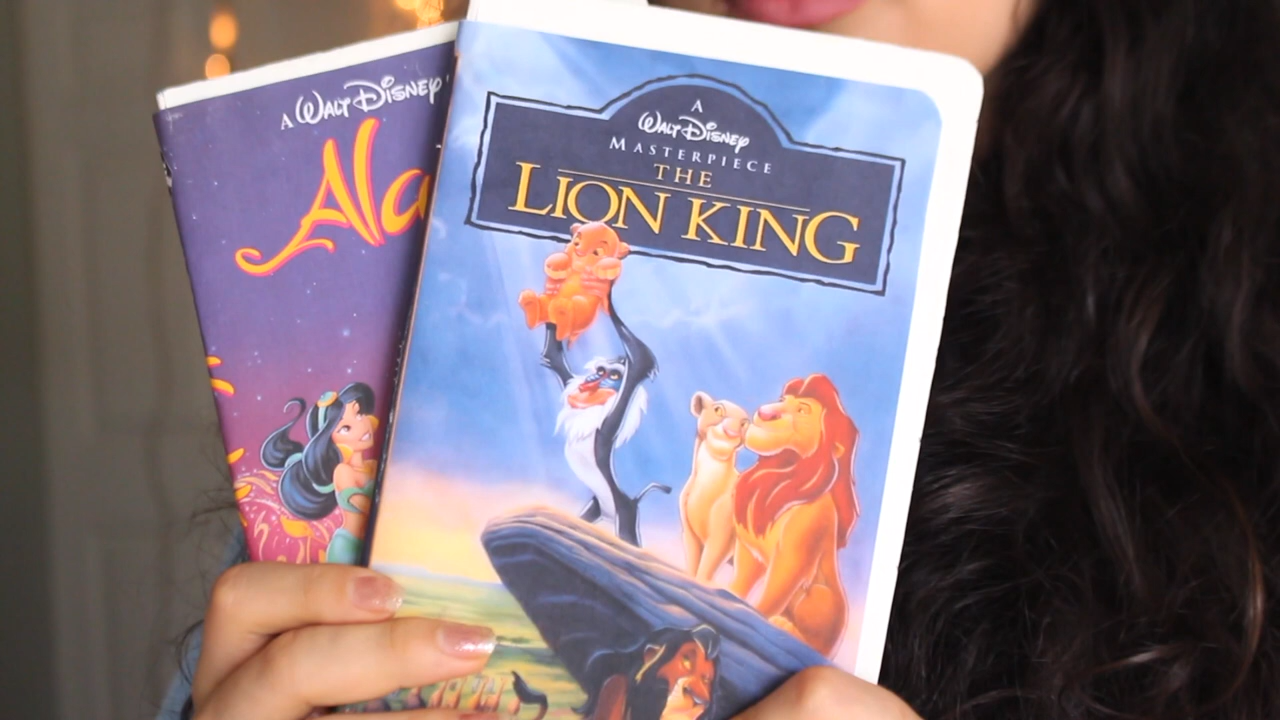 A WALT DISNEY
Ala
A
WALT DISNEY
MASTERPIECE
THE
LION KING